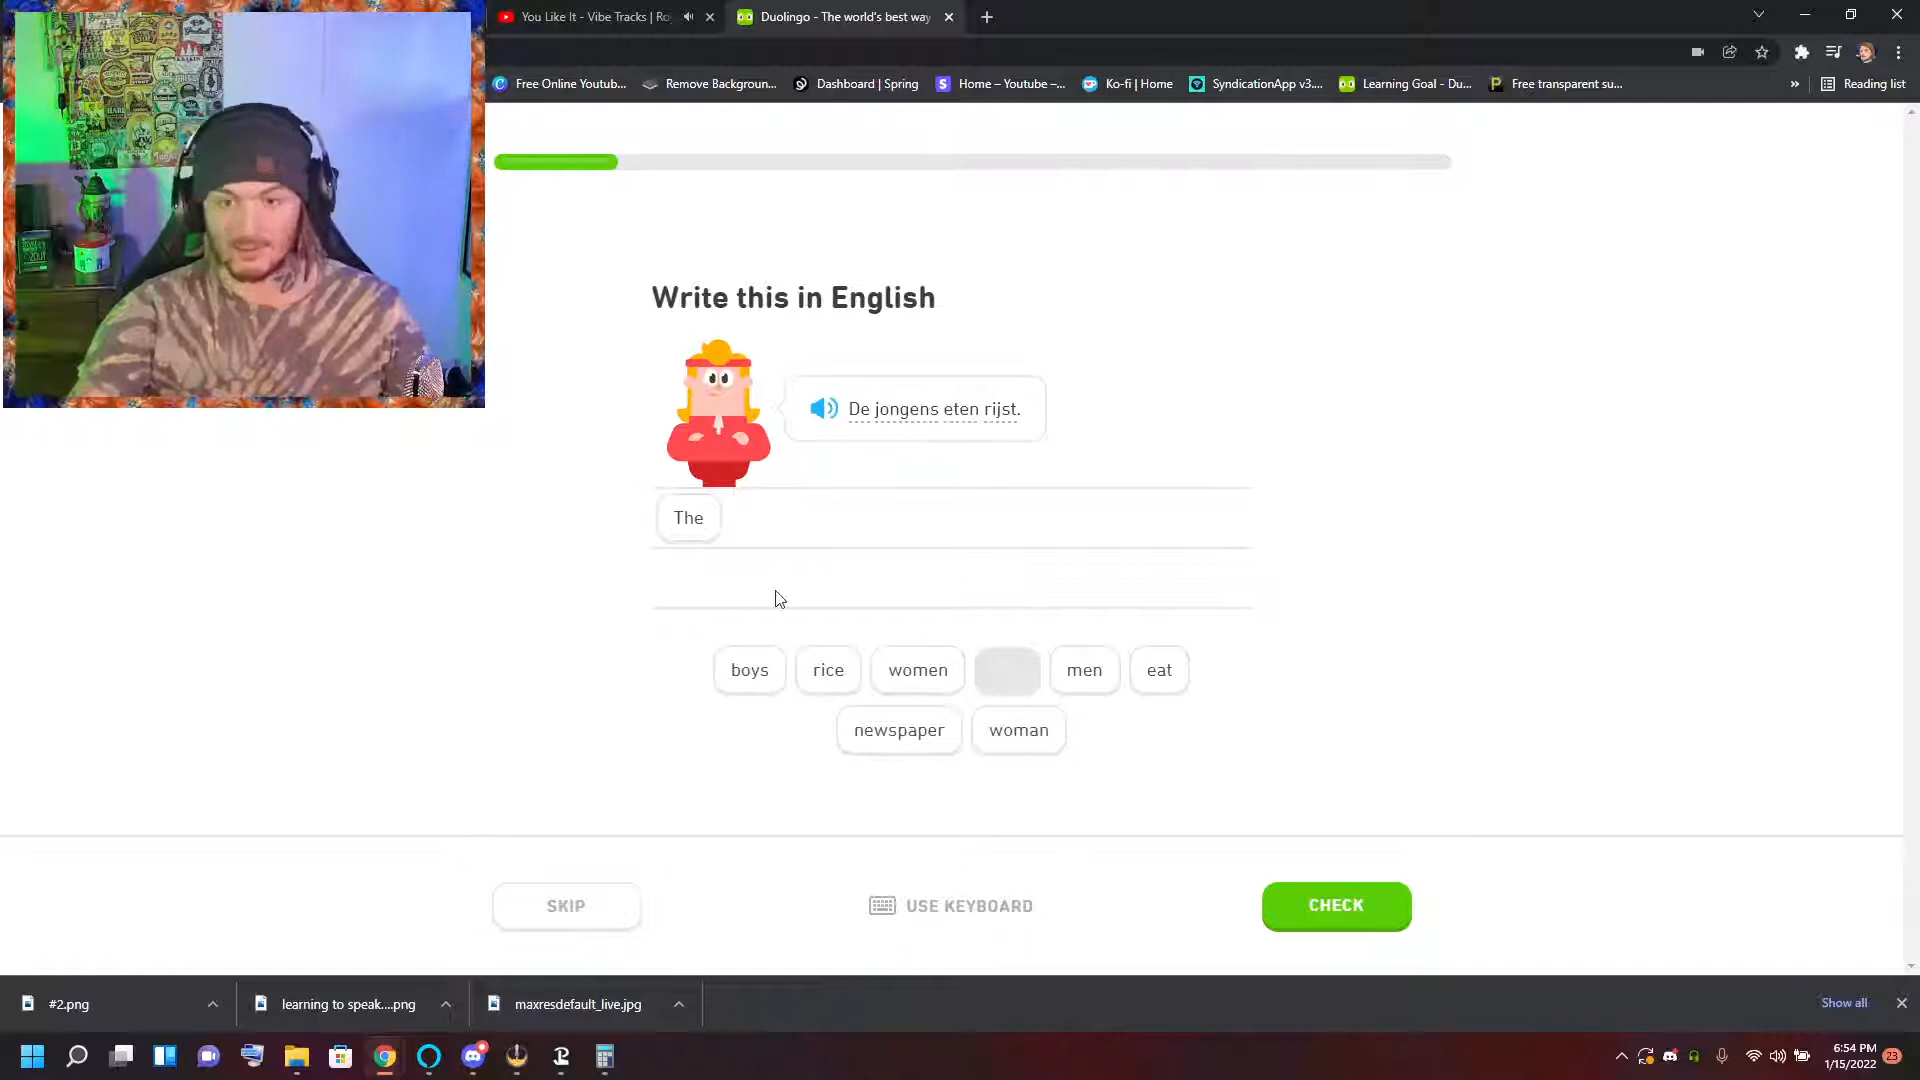 You Like It - Vibe Tracks | Ro
Duolingo - The world's best way
Free Online Youtub...
Remove Backgroun...
Dashboard | Spring
Home – Youtube –...
Ko-fi | Home
SyndicationApp v3....
Learning Goal - Du...
Free transparent su...
»
Reading list
Write this in English
De jongens eten rijst.
The
boys rice women men eat
newspaper woman
SKIP
USE KEYBOARD
CHECK
#2.png
learning to speak....png
maxresdefault_live.jpg
Show all
6:54 PM
1/15/2022
23